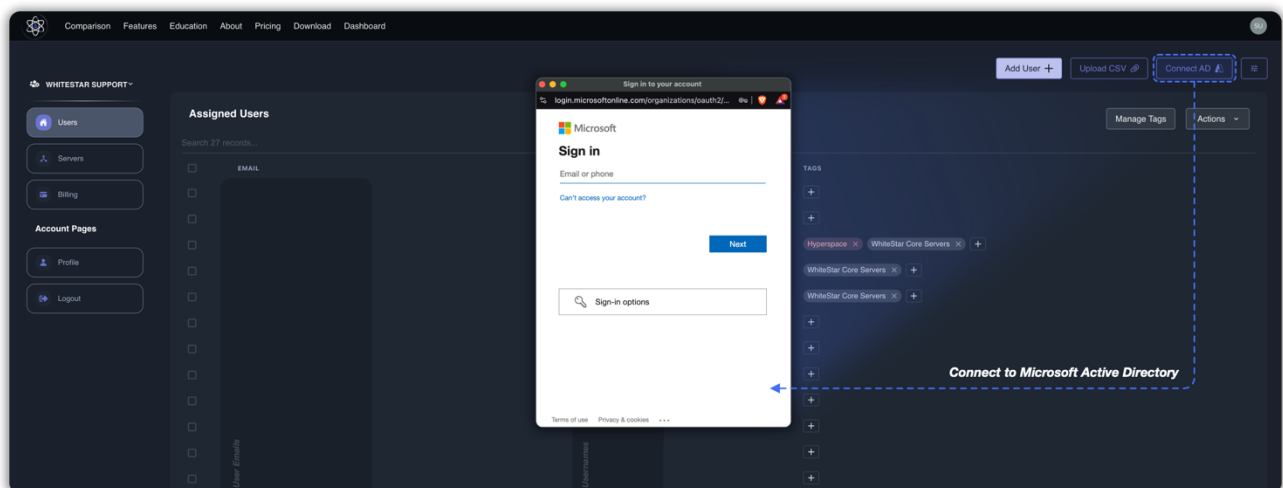 Comparison Features Education About Pricing Download Dashboard SU
Add User + Upload CSV Connect AD
WHITESTAR SUPPORT
Users
Servers
Billing
Account Pages
Profile
Logout
Assigned Users
Manage Tags Actions
Search 27 records...
EMAIL TAGS
Sign in to your account
login.microsoftonline.com/organizations/oauth2/...
Microsoft
Sign in
Email or phone
Can't access your account?
Next
Sign-in options
Terms of use Privacy & cookies ...
+
+
Hyperspace × WhiteStar Core Servers × +
WhiteStar Core Servers × +
WhiteStar Core Servers × +
+
+
+
+
+
+
+
Connect to Microsoft Active Directory
User Emails
Usernames